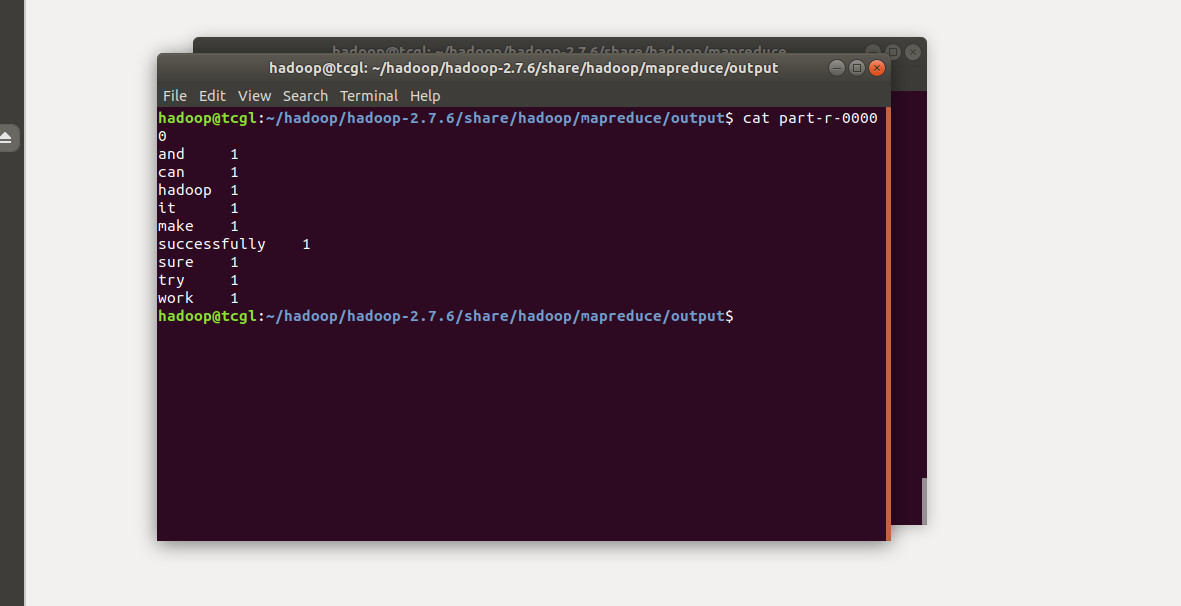 hadoop@tcgl: ~/hadoop/hadoop-2.7.6/share/hadoop/mapreduce
hadoop@tcgl: ~/hadoop/hadoop-2.7.6/share/hadoop/mapreduce/output
File Edit View Search Terminal Help
hadoop@tcgl:~/hadoop/hadoop-2.7.6/share/hadoop/mapreduce/output$ cat part-r-0000
0
and 1
can 1
hadoop 1
it 1
make 1
successfully 1
sure 1
try 1
work 1
hadoop@tcgl:~/hadoop/hadoop-2.7.6/share/hadoop/mapreduce/output$